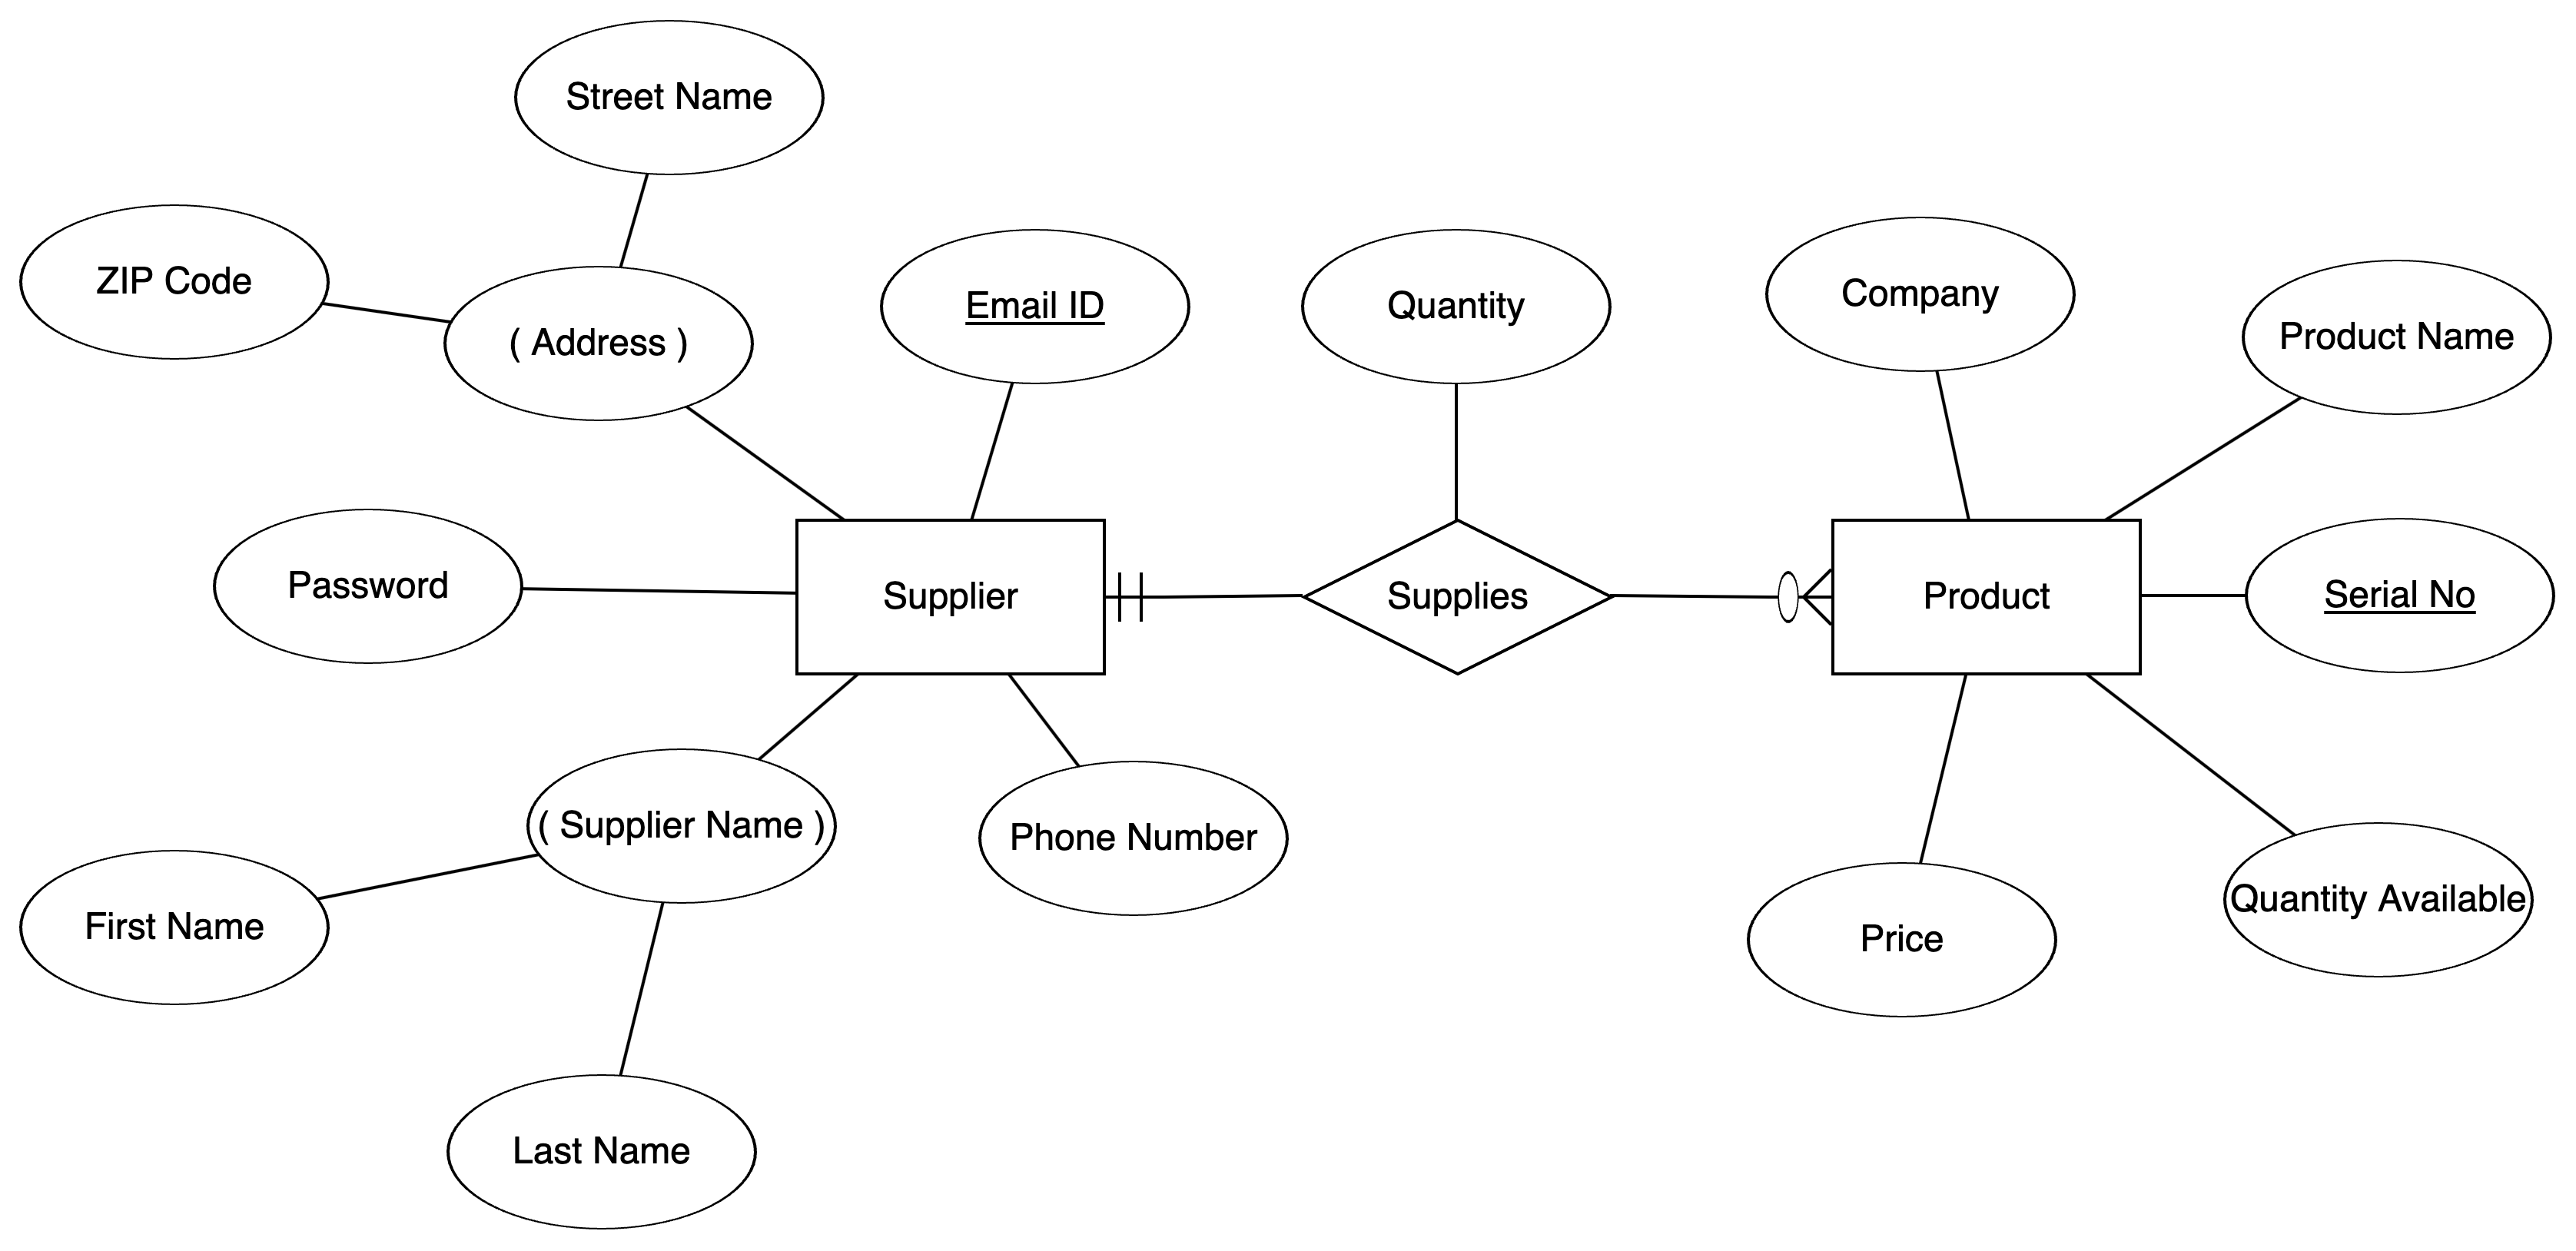 Street Name
ZIP Code
( Address )
Email ID
Quantity
Company
Product Name
Password
Supplier
Supplies
Product
Serial No
( Supplier Name )
Phone Number
First Name
Price
Quantity Available
Last Name